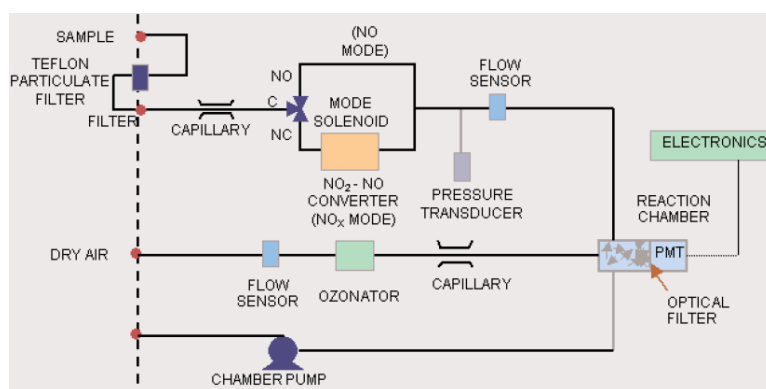 SAMPLE
TEFLON
PARTICULATE
FILTER
FILTER
CAPILLARY
C
NO
NC
(NO
MODE)
MODE
SOLENOID
NO₂ - NO
CONVERTER
(NOₓ MODE)
FLOW
SENSOR
PRESSURE
TRANSDUCER
ELECTRONICS
REACTION
CHAMBER
PMT
OPTICAL
FILTER
DRY AIR
FLOW
SENSOR
OZONATOR
CAPILLARY
CHAMBER PUMP